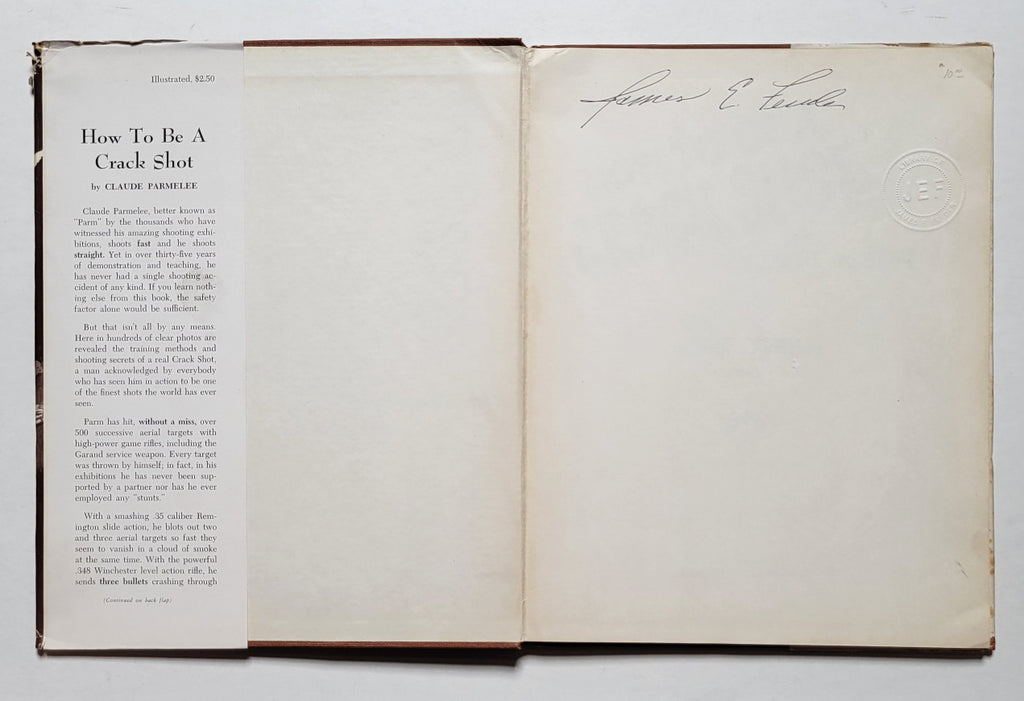 Illustrated, $2.50
How To Be A
Crack Shot
by CLAUDE PARMELEE
Claude Parmelee, better known as
"Parm" by the thousands who have
witnessed his amazing shooting exhi-
bitions, shoots fast and he shoots
straight. Yet in over thirty-five years
of demonstration and teaching, he
has never had a single shooting ac-
cident of any kind. If you learn noth-
ing else from this book, the safety
factor alone would be sufficient.
But that isn't all by any means.
Here in hundreds of clear photos are
revealed the training methods and
shooting secrets of a real Crack Shot,
a man acknowledged by everybody
who has seen him in action to be one
of the finest shots the world has ever
seen.
Parm has hit, without a miss, over
500 successive aerial targets with
high-power game rifles, including the
Garand service weapon. Every target
was thrown by himself; in fact, in his
exhibitions he has never been sup-
ported by a partner nor has he ever
employed any "stunts."
With a smashing .35 caliber Rem-
ington slide action, he blots out two
and three aerial targets so fast they
seem to vanish in a cloud of smoke
at the same time. With the powerful
.348 Winchester level action rifle, he
sends three bullets crashing through
(Continued on back flap)
James E.
LIBRARY OF
JEF